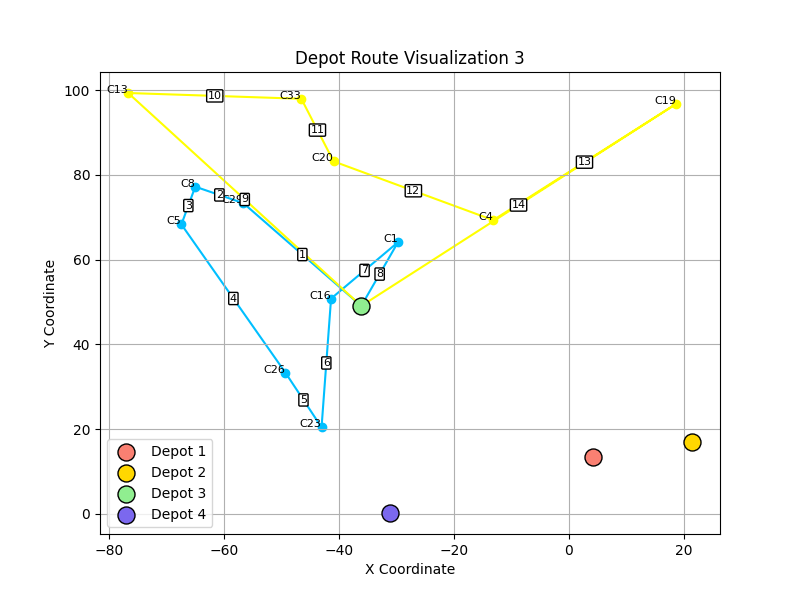 Depot Route Visualization 3
Y Coordinate
100
80
60
40
20
0
−80
−60
−40
−20
0
20
X Coordinate
C13
10
C33
C19
11
C20
13
12
C8
2
9
3
14
C5
C4
C1
1
7
8
C16
4
6
C26
5
C23
Depot 1
Depot 2
Depot 3
Depot 4